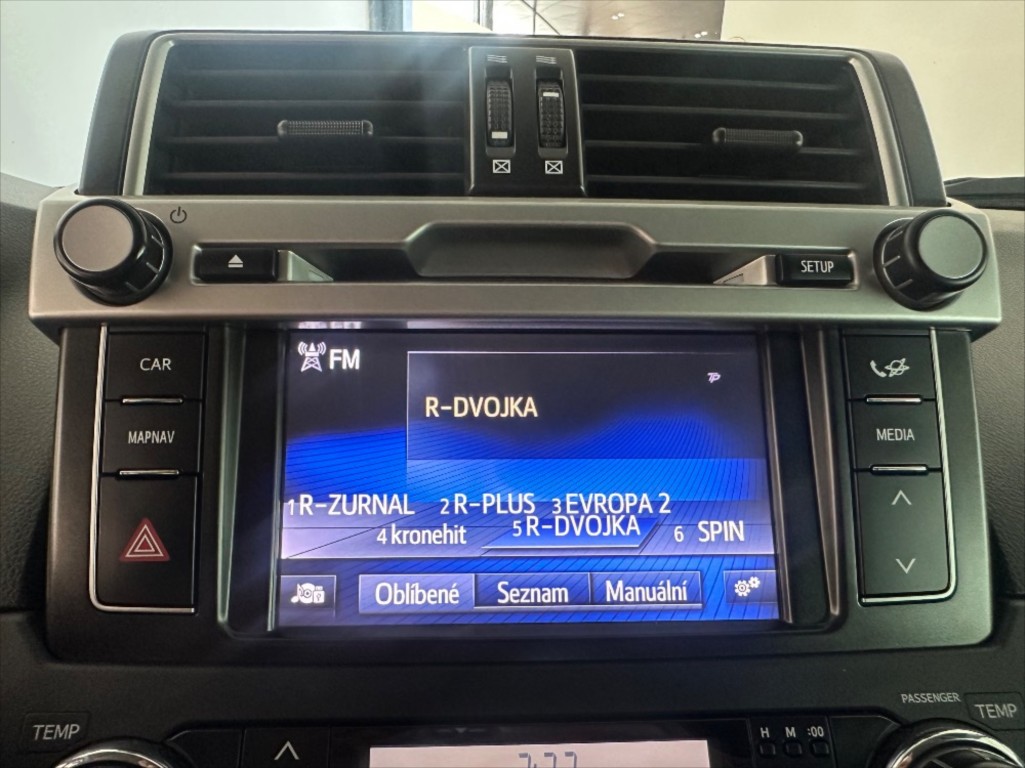 SETUP
CAR
FM
TP
MAPNAV
R-DVOJKA
MEDIA
1 R-ZURNAL 2 R-PLUS 3 EVROPA 2
4 kronehit 5 R-DVOJKA 6 SPIN
Oblíbené Seznam Manuální
PASSENGER
TEMP
TEMP
H M :00